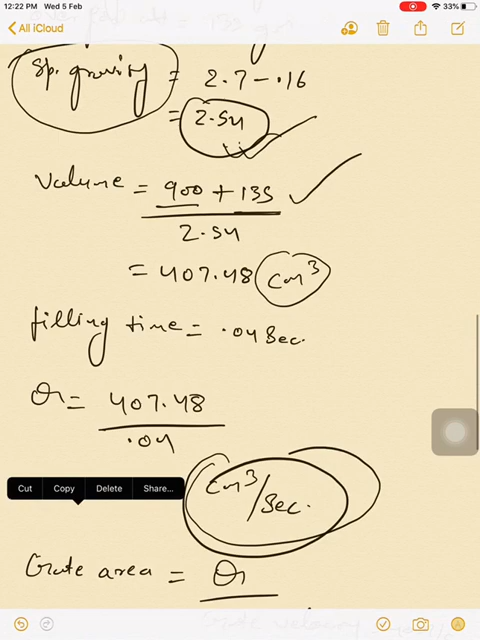 12:22 PM Wed 5 Feb
33%
All iCloud
135 gm
Sp. gravity = 2.7 - .16
= 2.54
Volume = 900 + 135
2.54
= 407.48 cm³
filling time = .04 Sec.
Q = 407.48
.04
cm³/Sec.
Cut Copy Delete Share...
Gate area = Q